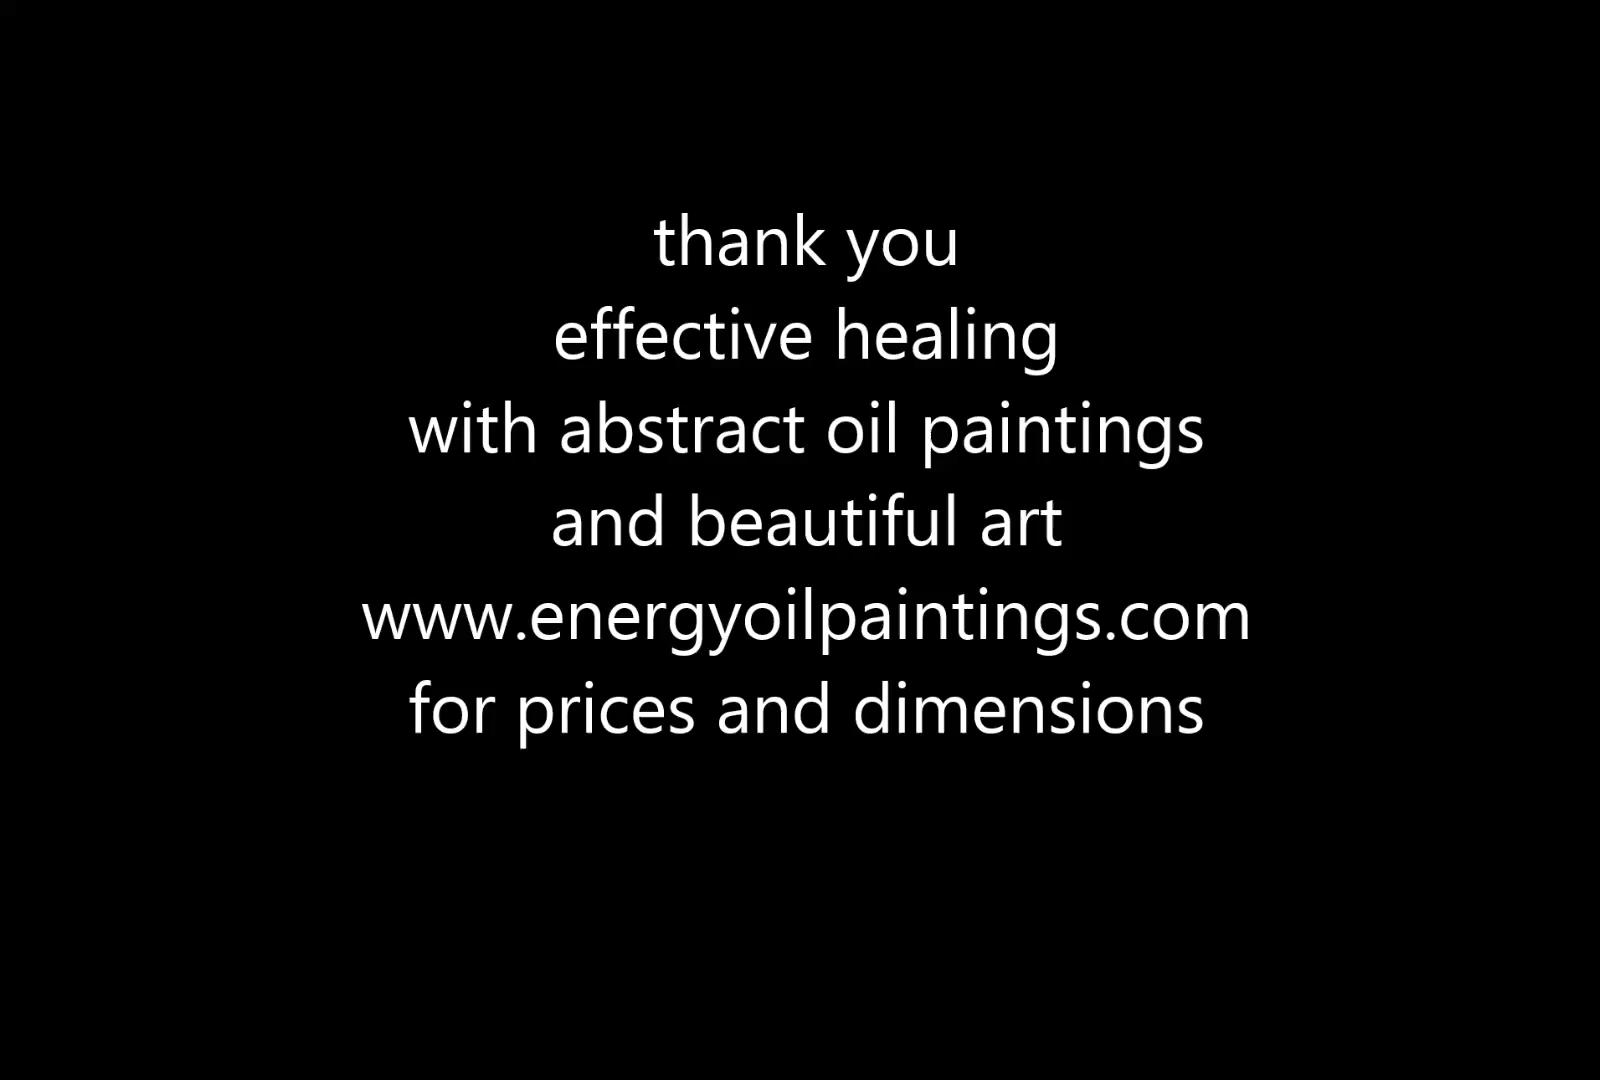 thank you
effective healing
with abstract oil paintings
and beautiful art
www.energyoilpaintings.com
for prices and dimensions